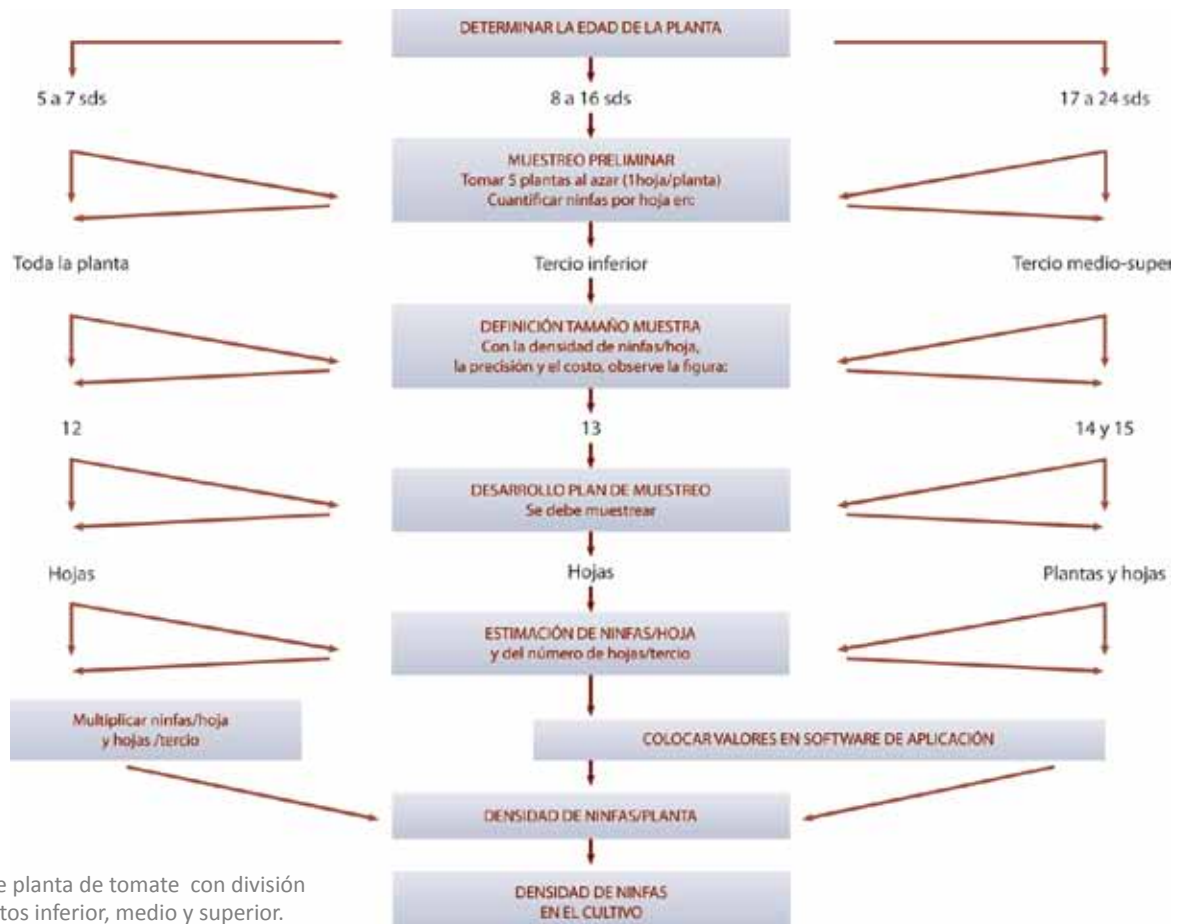 DETERMINAR LA EDAD DE LA PLANTA
5 a 7 sds
8 a 16 sds
17 a 24 sds
MUESTREO PRELIMINAR
Tomar 5 plantas al azar (1hoja/planta)
Cuantificar ninfas por hoja en:
Toda la planta
Tercio inferior
Tercio medio-super
DEFINICIÓN TAMAÑO MUESTRA
Con la densidad de ninfas/hoja,
la precisión y el costo, observe la figura:
12
13
14 y 15
DESARROLLO PLAN DE MUESTREO
Se debe muestrear
Hojas
Hojas
Plantas y hojas
ESTIMACIÓN DE NINFAS/HOJA
y del número de hojas/tercio
Multiplicar ninfas/hoja
y hojas /tercio
COLOCAR VALORES EN SOFTWARE DE APLICACIÓN
DENSIDAD DE NINFAS/PLANTA
DENSIDAD DE NINFAS
EN EL CULTIVO
e planta de tomate con división
tos inferior, medio y superior.